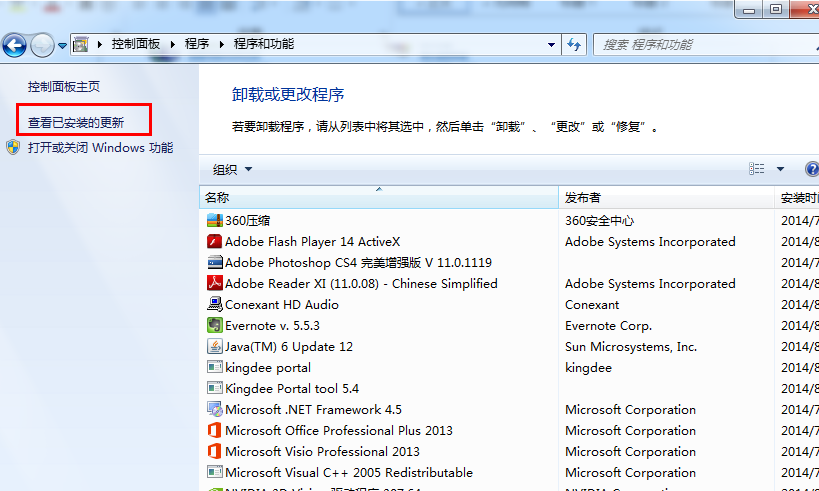 控制面板 程序 程序和功能 搜索 程序和功能
控制面板主页
查看已安装的更新
打开或关闭 Windows 功能
卸载或更改程序
若要卸载程序，请从列表中将其选中，然后单击“卸载”、“更改”或“修复”。
组织
名称 发布者 安装时间
360压缩 360安全中心 2014/7
Adobe Flash Player 14 ActiveX Adobe Systems Incorporated 2014/8
Adobe Photoshop CS4 完美增强版 V 11.0.1119 2014/7
Adobe Reader XI (11.0.08) - Chinese Simplified Adobe Systems Incorporated 2014/8
Conexant HD Audio Conexant 2014/8
Evernote v. 5.5.3 Evernote Corp. 2014/8
Java(TM) 6 Update 12 Sun Microsystems, Inc. 2014/8
kingdee portal kingdee 2014/8
Kingdee Portal tool 5.4 2014/8
Microsoft .NET Framework 4.5 Microsoft Corporation 2014/7
Microsoft Office Professional Plus 2013 Microsoft Corporation 2014/7
Microsoft Visio Professional 2013 Microsoft Corporation 2014/8
Microsoft Visual C++ 2005 Redistributable Microsoft Corporation 2014/7